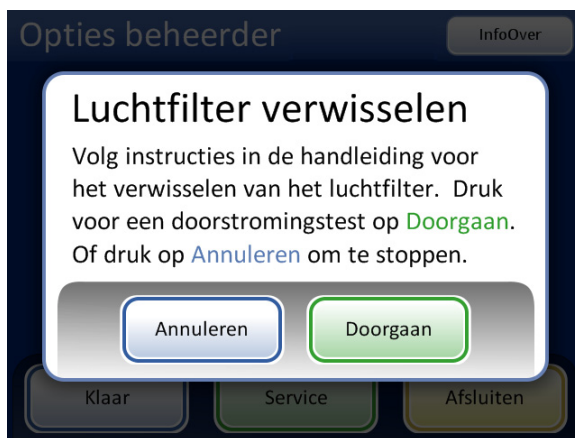 Opties beheerder
InfoOver
Luchtfilter verwisselen
Volg instructies in de handleiding voor
het verwisselen van het luchtfilter.  Druk
voor een doorstromingstest op Doorgaan.
Of druk op Annuleren om te stoppen.
Annuleren
Doorgaan
Klaar
Service
Afsluiten